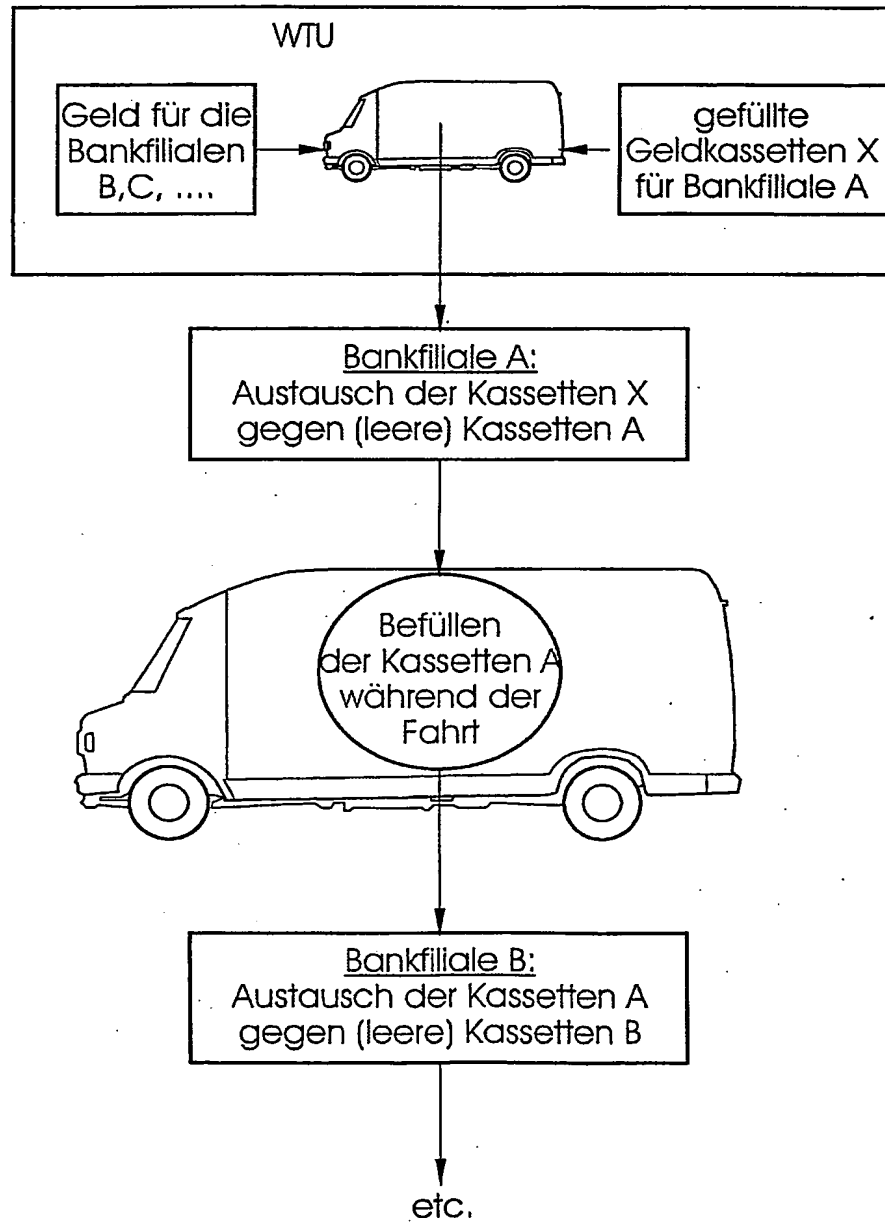 WTU
Geld für die
Bankfilialen
B,C, ....
gefüllte
Geldkassetten X
für Bankfiliale A
Bankfiliale A:
Austausch der Kassetten X
gegen (leere) Kassetten A
Befüllen
der Kassetten A
während der
Fahrt
Bankfiliale B:
Austausch der Kassetten A
gegen (leere) Kassetten B
etc.